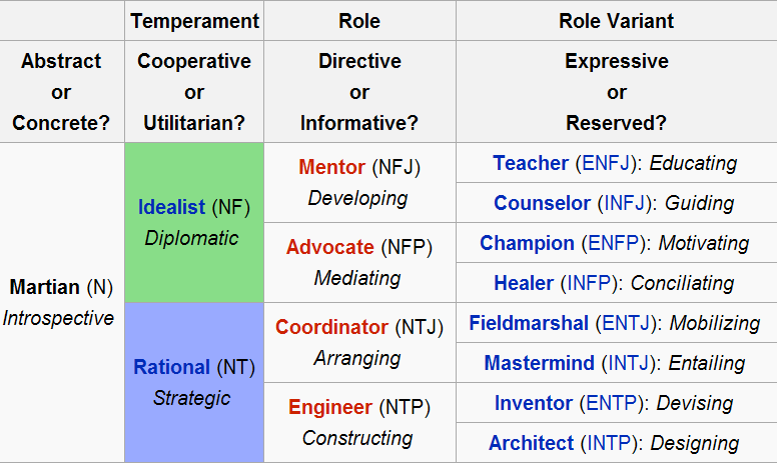 Temperament
Role
Role Variant
Abstract
or
Concrete?
Cooperative
or
Utilitarian?
Directive
or
Informative?
Expressive
or
Reserved?
Martian (N)
Introspective
Idealist (NF)
Diplomatic
Mentor (NFJ)
Developing
Teacher (ENFJ): Educating
Counselor (INFJ): Guiding
Advocate (NFP)
Mediating
Champion (ENFP): Motivating
Healer (INFP): Conciliating
Rational (NT)
Strategic
Coordinator (NTJ)
Arranging
Fieldmarshal (ENTJ): Mobilizing
Mastermind (INTJ): Entailing
Engineer (NTP)
Constructing
Inventor (ENTP): Devising
Architect (INTP): Designing